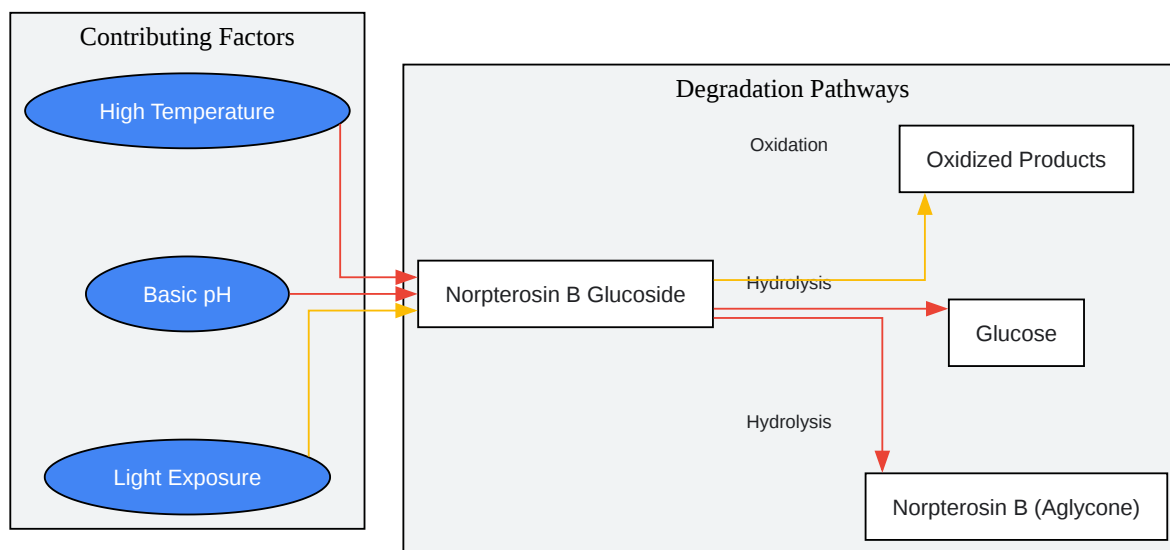 Contributing Factors
High Temperature
Basic pH
Light Exposure
Degradation Pathways
Oxidation
Oxidized Products
Norpterosin B Glucoside
Hydrolysis
Glucose
Hydrolysis
Norpterosin B (Aglycone)